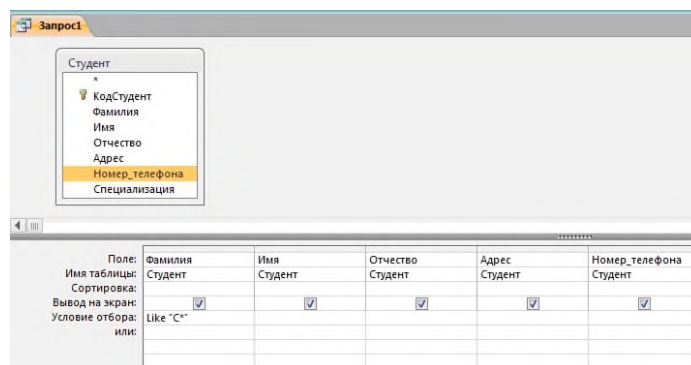 Запрос1
Студент
*
КодСтудент
Фамилия
Имя
Отчество
Адрес
Номер_телефона
Специализация
Поле: Фамилия Имя Отчество Адрес Номер_телефона
Имя таблицы: Студент Студент Студент Студент Студент
Сортировка:
Вывод на экран:
Условие отбора: Like "С*"
или: